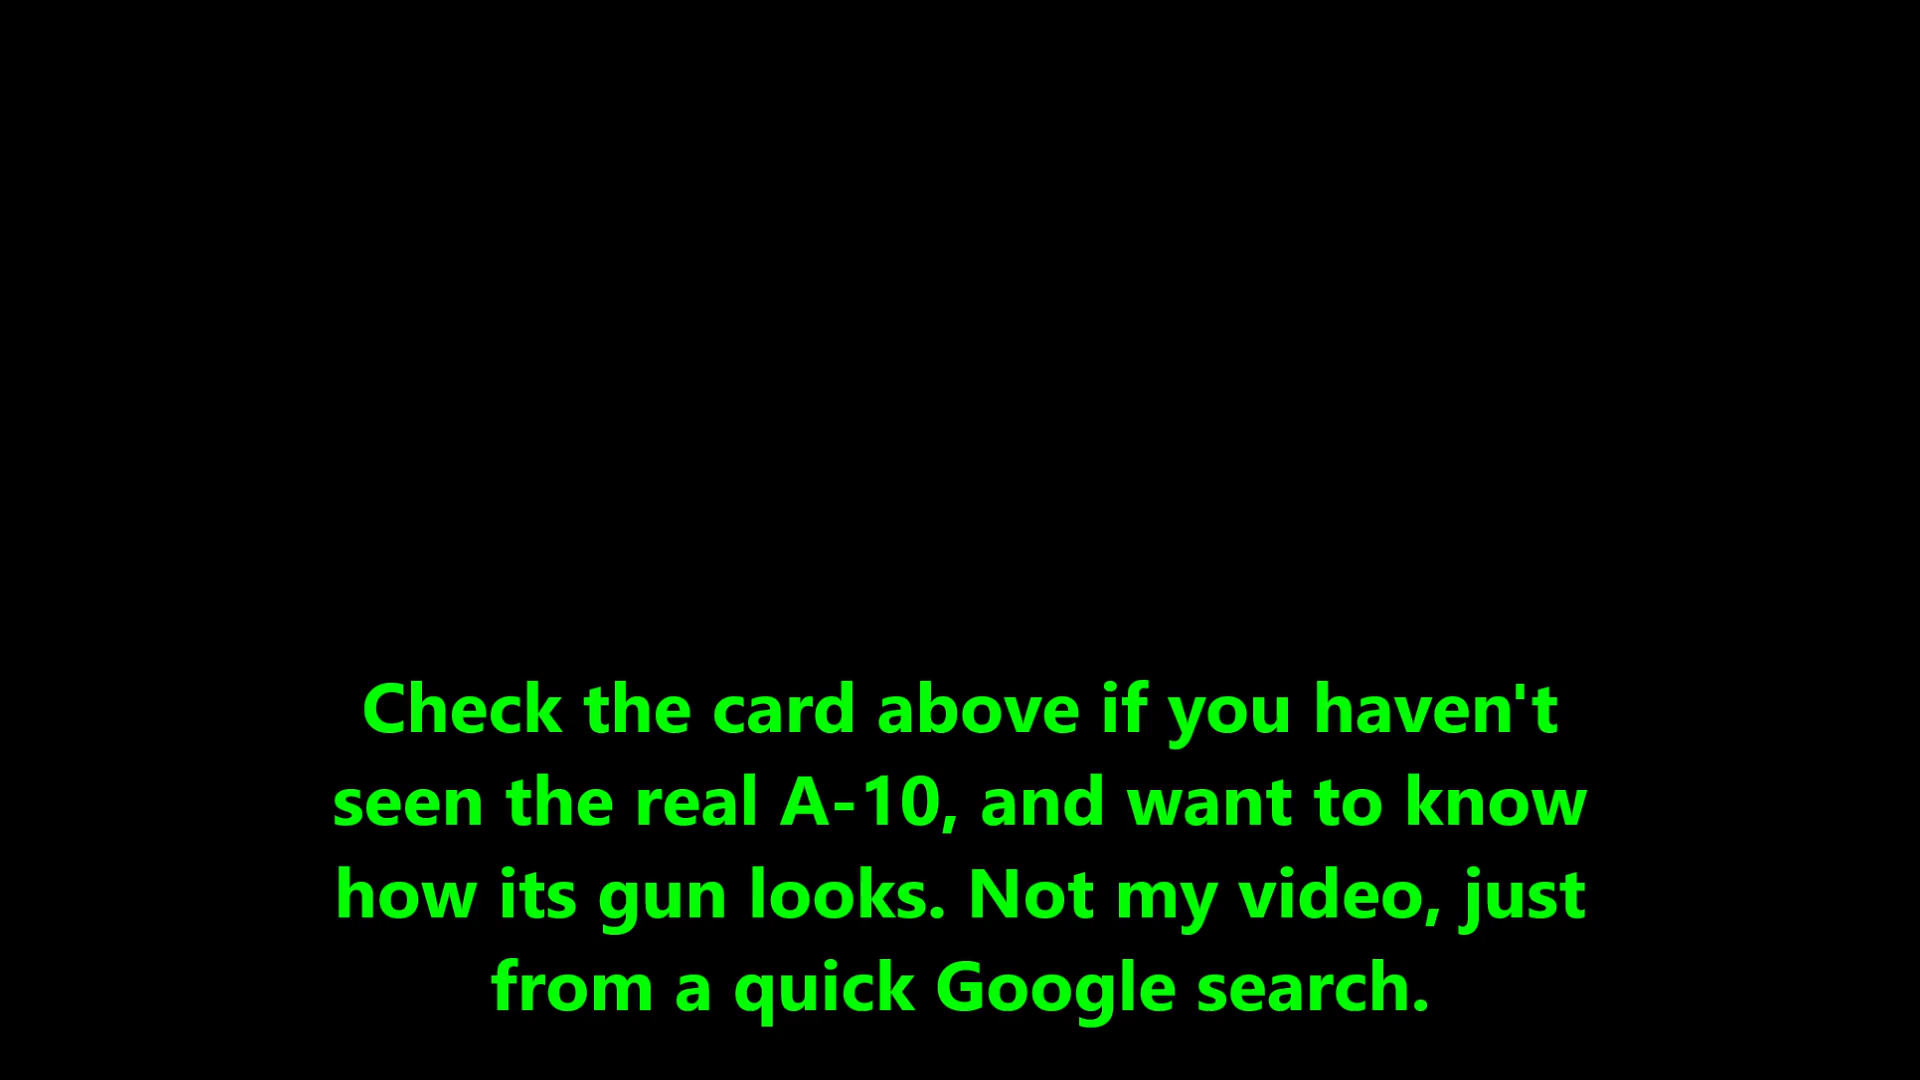 Check the card above if you haven't
seen the real A-10, and want to know
how its gun looks. Not my video, just
from a quick Google search.